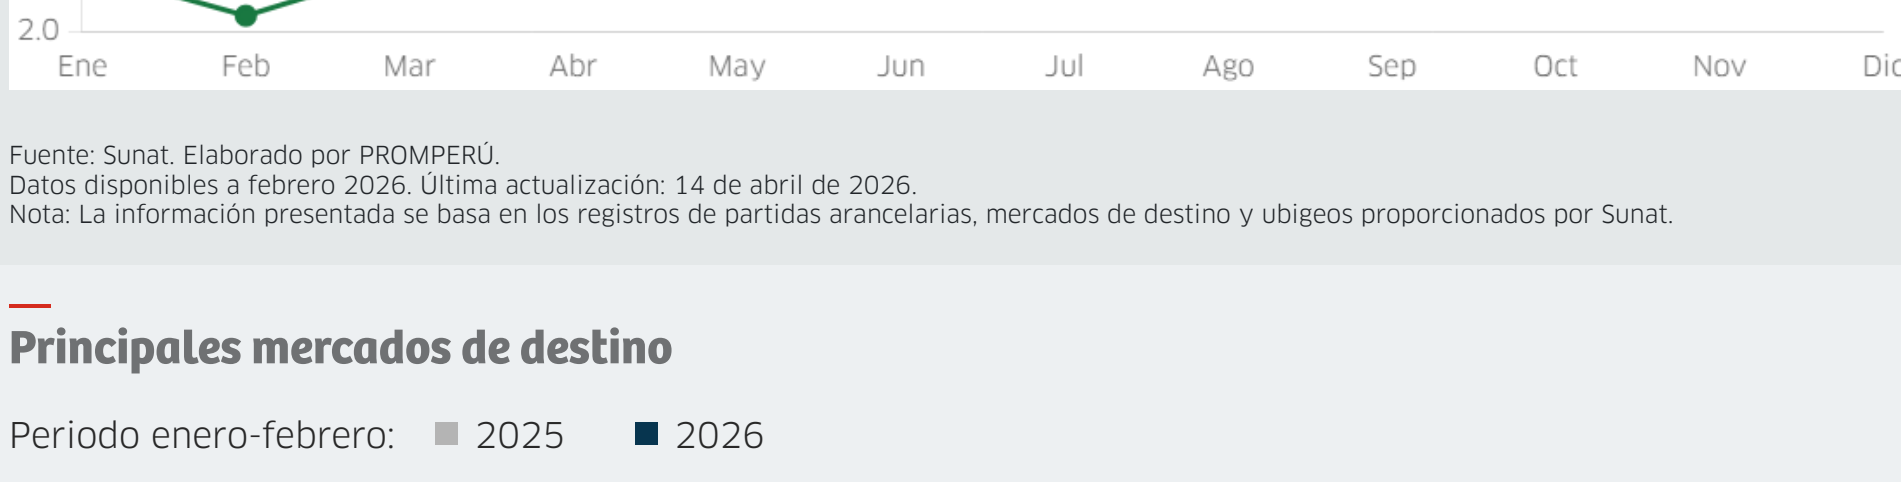 2.0
Ene Feb Mar Abr May Jun Jul Ago Sep Oct Nov Dic
Fuente: Sunat. Elaborado por PROMPERÚ.
Datos disponibles a febrero 2026. Última actualización: 14 de abril de 2026.
Nota: La información presentada se basa en los registros de partidas arancelarias, mercados de destino y ubigeos proporcionados por Sunat.
Principales mercados de destino
Periodo enero-febrero: 2025 2026